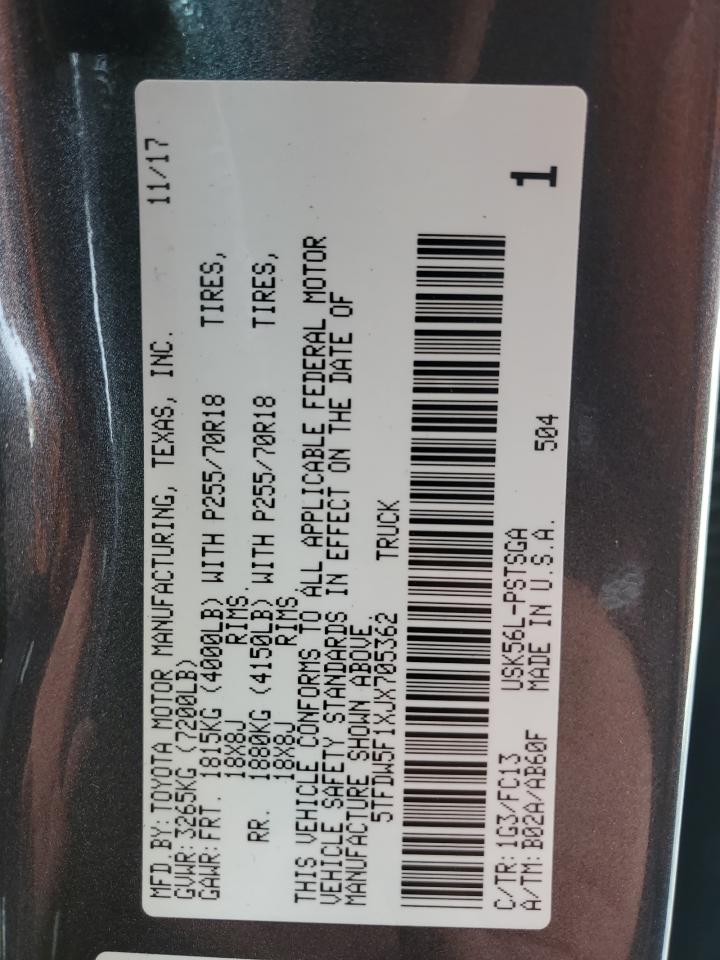 MFD.BY:TOYOTA MOTOR MANUFACTURING, TEXAS, INC. 11/17
GVWR:3265KG (7200LB)
GAWR:FRT. 1815KG (4000LB) WITH P255/70R18 TIRES,
18X8J RIMS.
RR. 1880KG (4150LB) WITH P255/70R18 TIRES,
18X8J RIMS.
THIS VEHICLE CONFORMS TO ALL APPLICABLE FEDERAL MOTOR
VEHICLE SAFETY STANDARDS IN EFFECT ON THE DATE OF
MANUFACTURE SHOWN ABOVE.
5TFDW5F1XJX705362 TRUCK
C/FR:1G3/FC13 USK56L-PSTSGA
A/TM:B02A/AB60F MADE IN U.S.A. 504
1